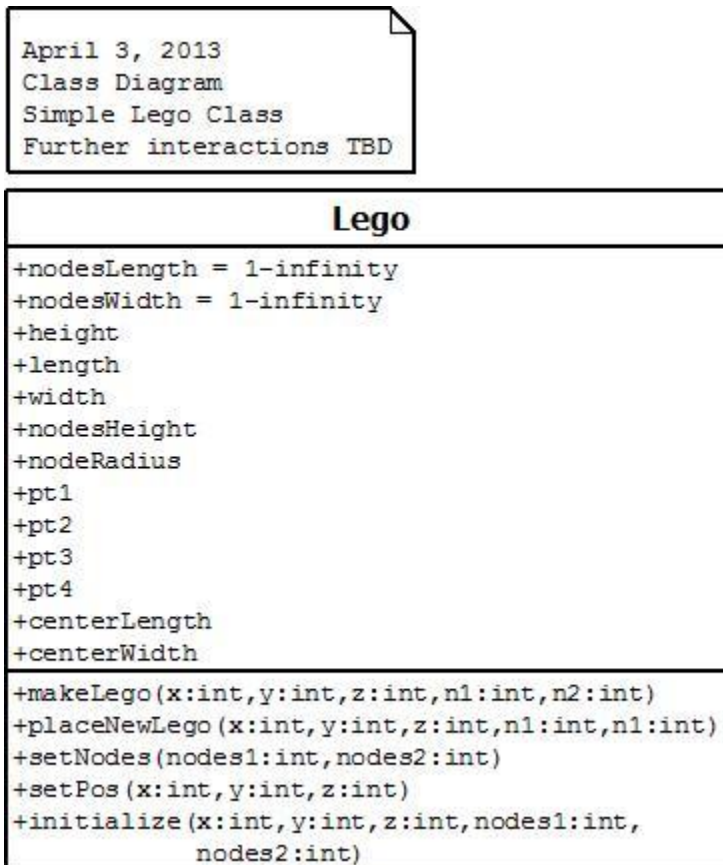 April 3, 2013
Class Diagram
Simple Lego Class
Further interactions TBD
Lego
+nodesLength = 1-infinity
+nodesWidth = 1-infinity
+height
+length
+width
+nodesHeight
+nodeRadius
+pt1
+pt2
+pt3
+pt4
+centerLength
+centerWidth
+makeLego(x:int,y:int,z:int,n1:int,n2:int)
+placeNewLego(x:int,y:int,z:int,n1:int,n1:int)
+setNodes(nodes1:int,nodes2:int)
+setPos(x:int,y:int,z:int)
+initialize(x:int,y:int,z:int,nodes1:int,
nodes2:int)